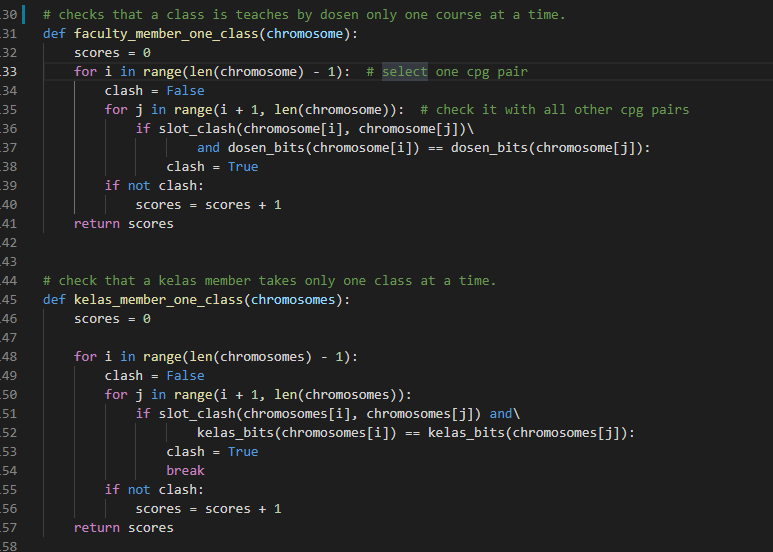 .30 # checks that a class is teaches by dosen only one course at a time.
.31 def faculty_member_one_class(chromosome):
.32     scores = 0
.33     for i in range(len(chromosome) - 1):  # select one cpg pair
.34         clash = False
.35         for j in range(i + 1, len(chromosome)):  # check it with all other cpg pairs
.36             if slot_clash(chromosome[i], chromosome[j])\
.37                     and dosen_bits(chromosome[i]) == dosen_bits(chromosome[j]):
.38                 clash = True
.39         if not clash:
.40             scores = scores + 1
.41     return scores
.42
.43
.44 # check that a kelas member takes only one class at a time.
.45 def kelas_member_one_class(chromosomes):
.46     scores = 0
.47
.48     for i in range(len(chromosomes) - 1):
.49         clash = False
.50         for j in range(i + 1, len(chromosomes)):
.51             if slot_clash(chromosomes[i], chromosomes[j]) and\
.52                     kelas_bits(chromosomes[i]) == kelas_bits(chromosomes[j]):
.53                 clash = True
.54                 break
.55         if not clash:
.56             scores = scores + 1
.57     return scores
.58